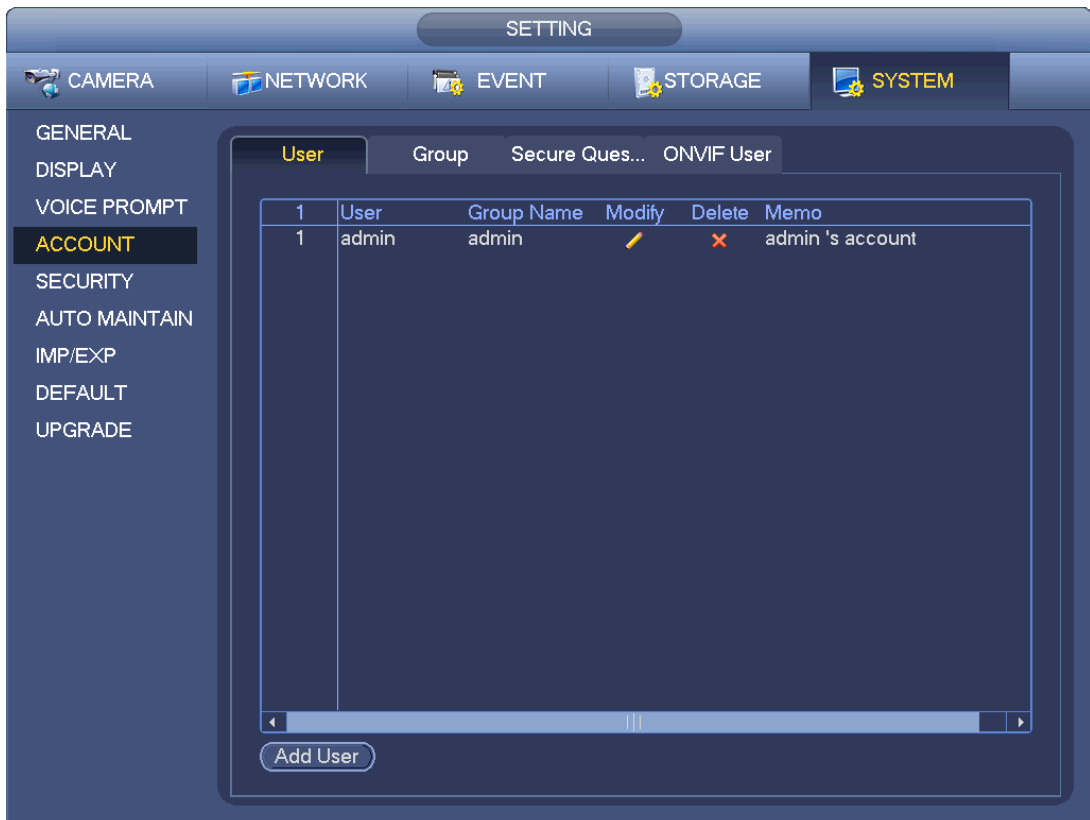 SETTING
CAMERA NETWORK EVENT STORAGE SYSTEM
GENERAL
DISPLAY
VOICE PROMPT
ACCOUNT
SECURITY
AUTO MAINTAIN
IMP/EXP
DEFAULT
UPGRADE
User Group Secure Ques... ONVIF User
1 User Group Name Modify Delete Memo
1 admin admin admin 's account
Add User